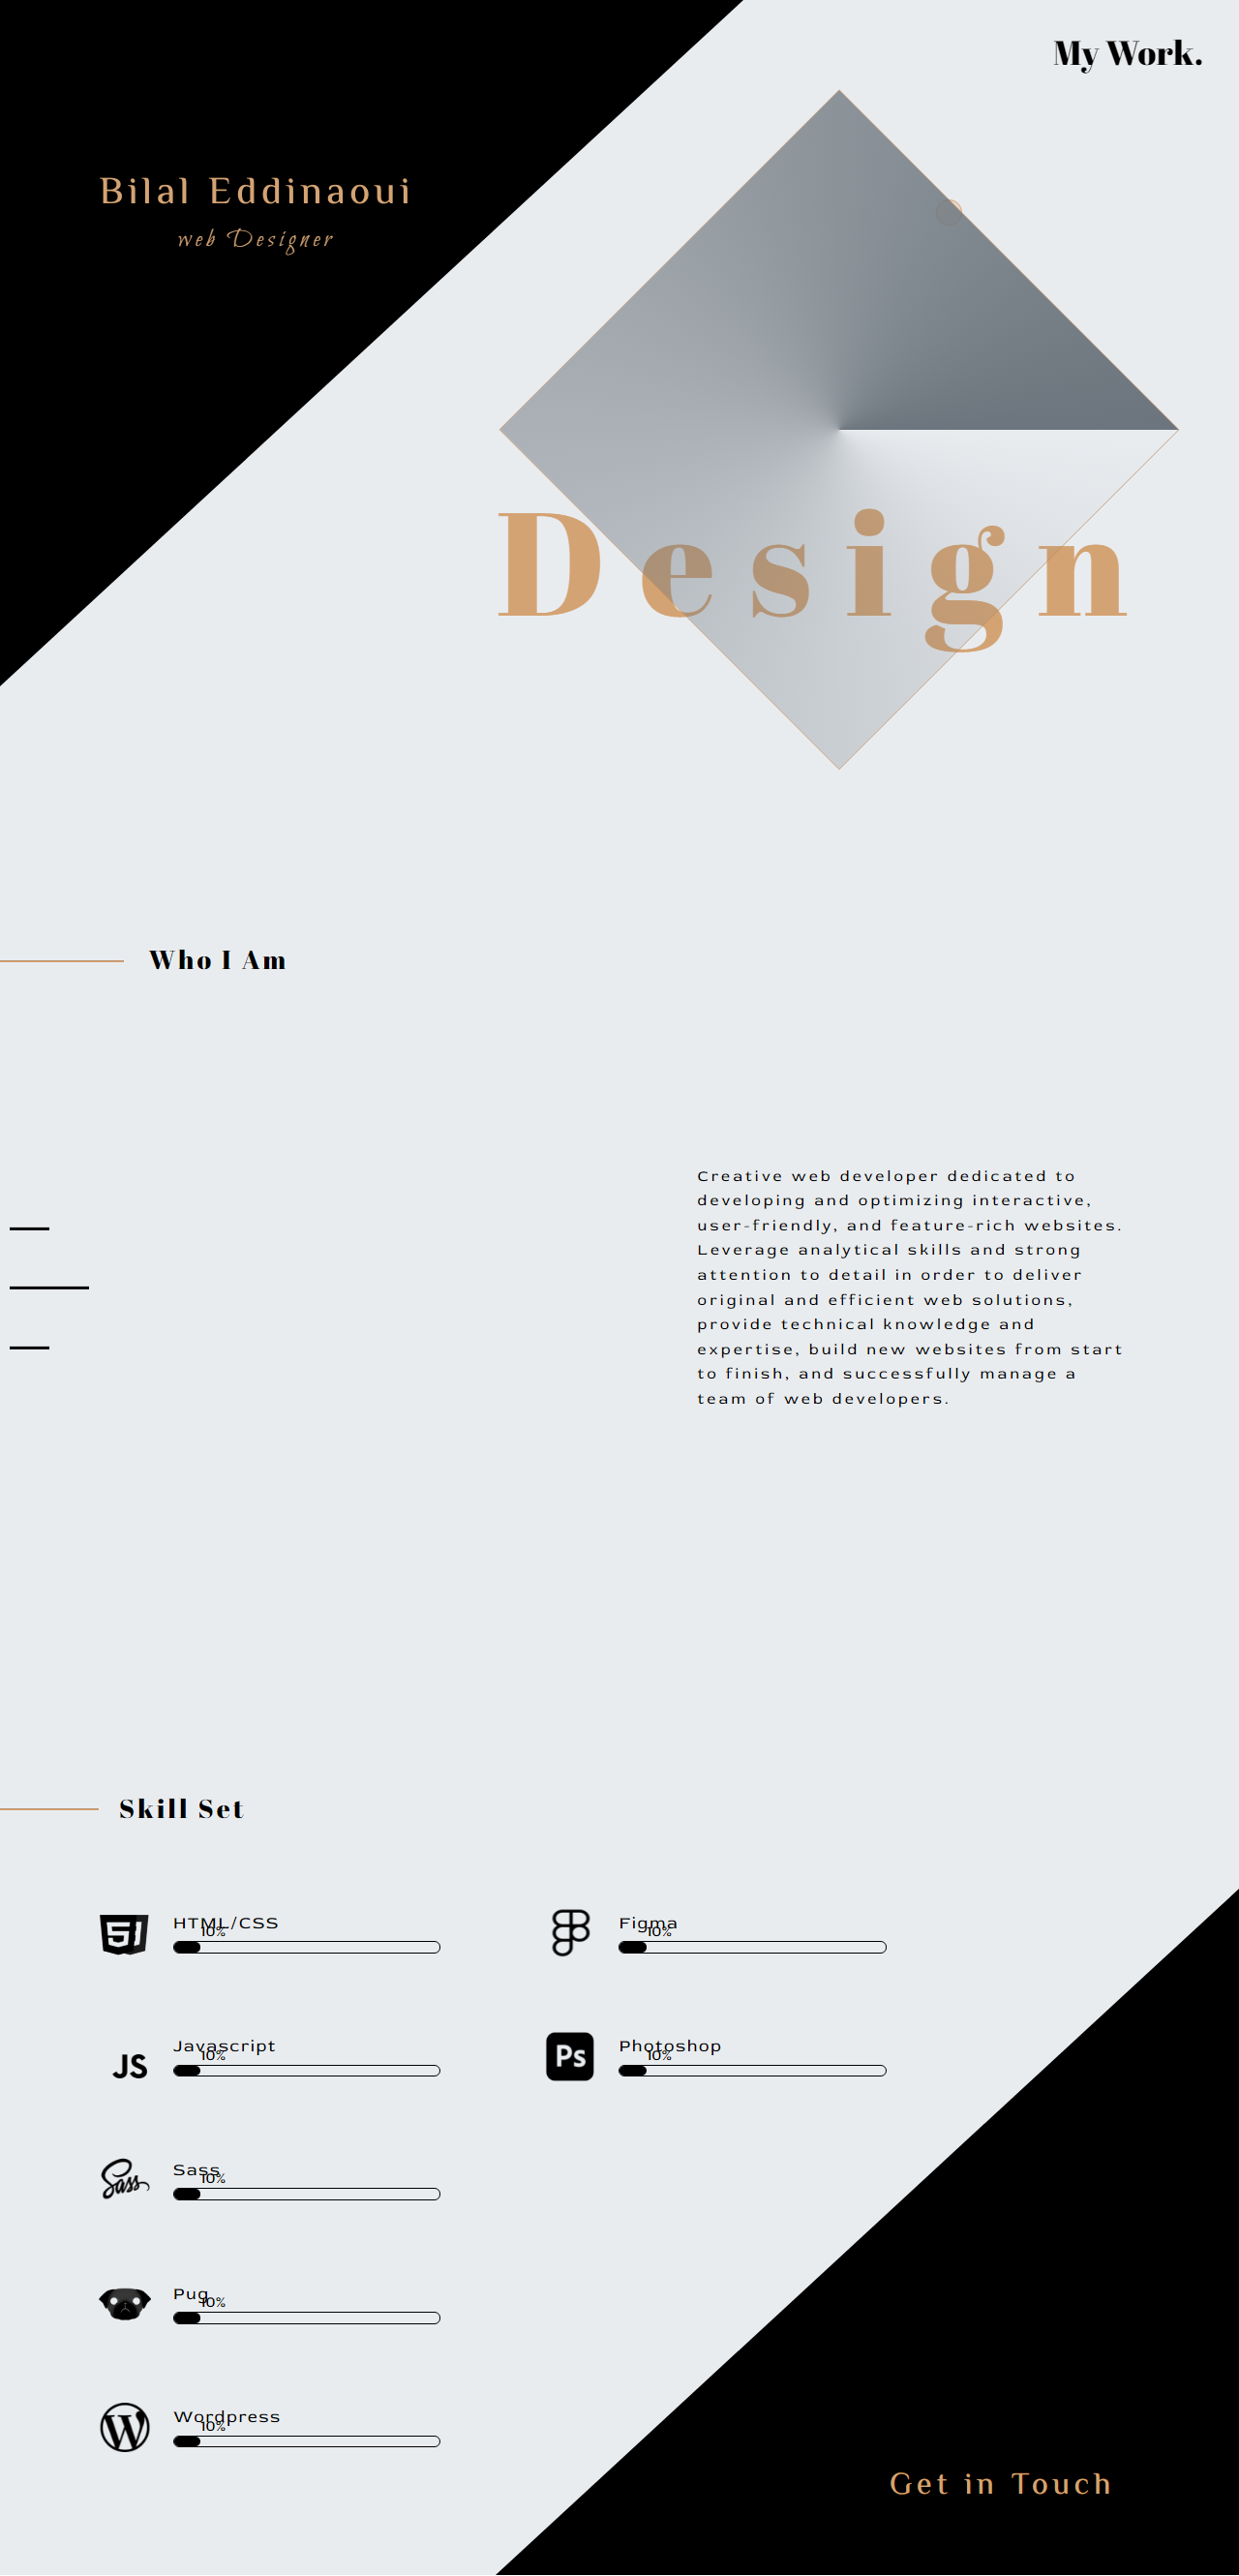 My Work.
Bilal Eddinaoui
web Designer
Design
Who I Am
Creative web developer dedicated to
developing and optimizing interactive,
user-friendly, and feature-rich websites.
Leverage analytical skills and strong
attention to detail in order to deliver
original and efficient web solutions,
provide technical knowledge and
expertise, build new websites from start
to finish, and successfully manage a
team of web developers.
Skill Set
5
HTML/CSS
10%
Figma
10%
JS
Javascript
10%
Ps
Photoshop
10%
Sass
Sass
10%
Pug
10%
W
Wordpress
10%
Get in Touch